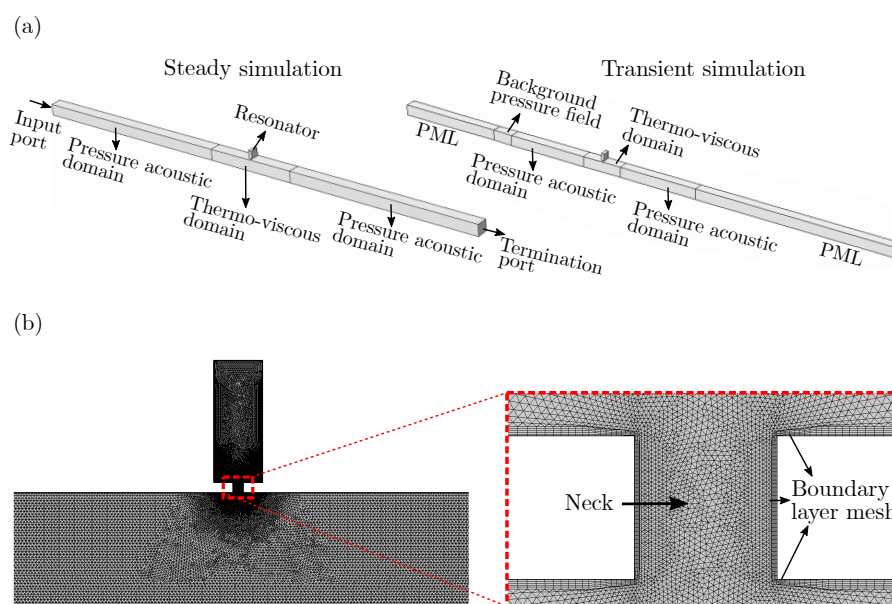 (a)
Steady simulation
Input
port
Pressure acoustic
domain
Resonator
Thermo-viscous
domain
Pressure acoustic
domain
Termination
port
Transient simulation
PML
Background
pressure field
Pressure acoustic
domain
Thermo-viscous
domain
Pressure acoustic
domain
PML
(b)
Neck
Boundary
layer mesh